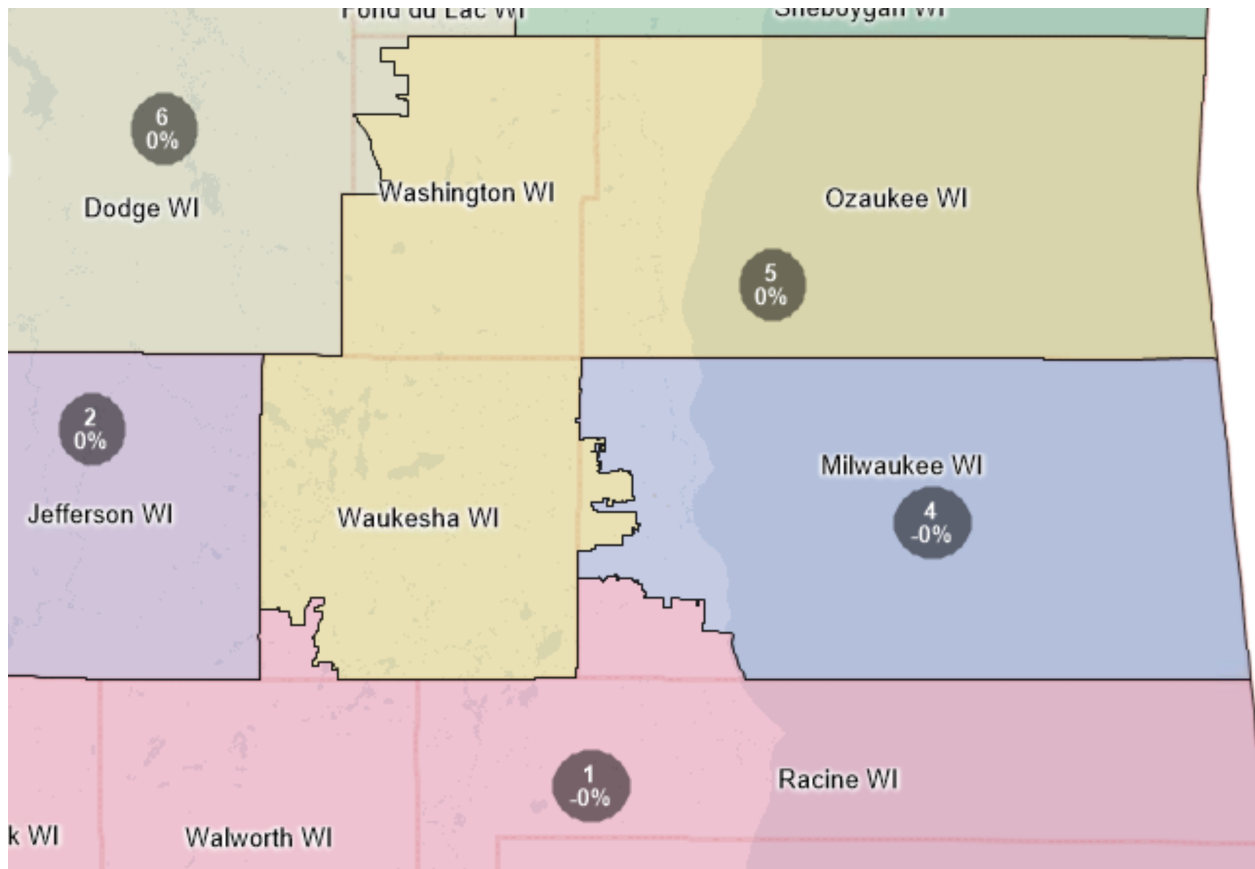 Fond du Lac WI
Sheboygan WI
6
0%
Dodge WI
Washington WI
Ozaukee WI
5
0%
2
0%
Jefferson WI
Waukesha WI
Milwaukee WI
4
-0%
1
-0%
Racine WI
k WI
Walworth WI